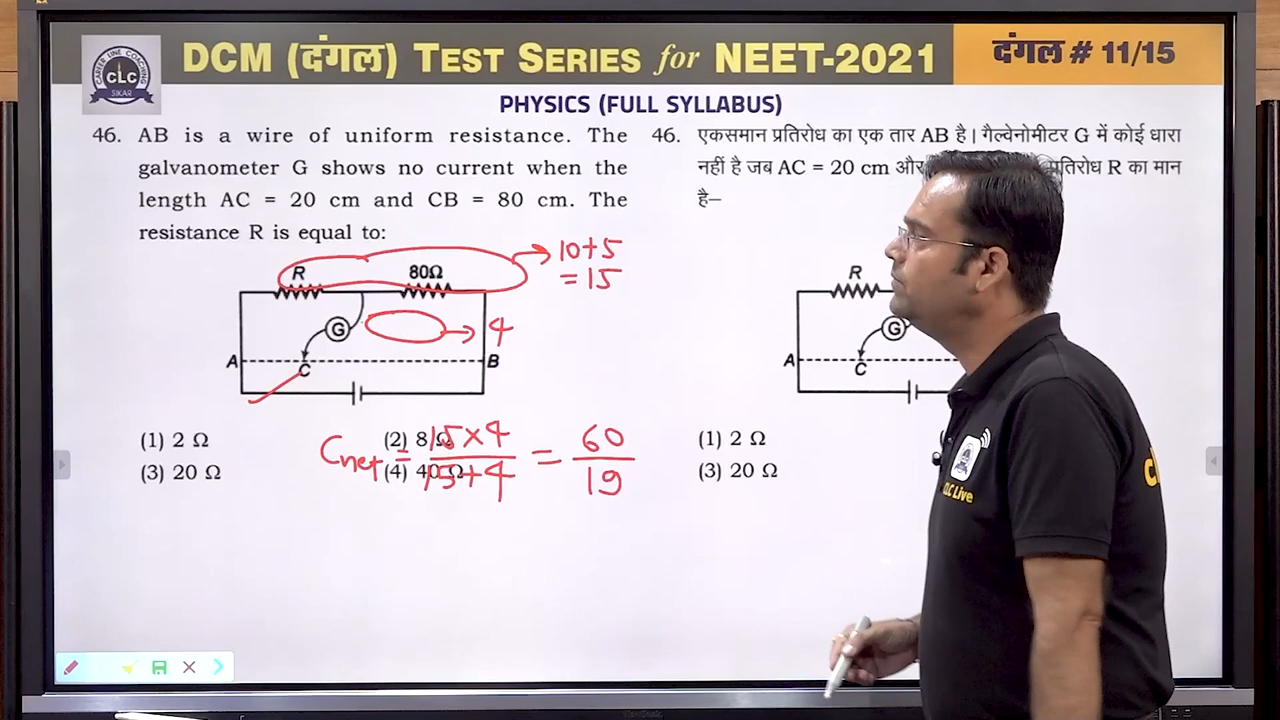 CAREER LINE COACHING
CLC
SIKAR
DCM (दंगल) TEST SERIES for NEET-2021
दंगल # 11/15
PHYSICS (FULL SYLLABUS)
46. AB is a wire of uniform resistance. The
galvanometer G shows no current when the
length AC = 20 cm and CB = 80 cm. The
resistance R is equal to:
R
80Ω
10+5
= 15
G
4
A
C
B
(1) 2 Ω
(2) 8 Ω
(3) 20 Ω
(4) 40 Ω
Cnet = 15×4 / 15+4 = 60 / 19
46. एकसमान प्रतिरोध का एक तार AB है। गैल्वेनोमीटर G में कोई धारा
नहीं है जब AC = 20 cm और प्रतिरोध R का मान
है–
R
G
A
C
(1) 2 Ω
(3) 20 Ω
CLC Live